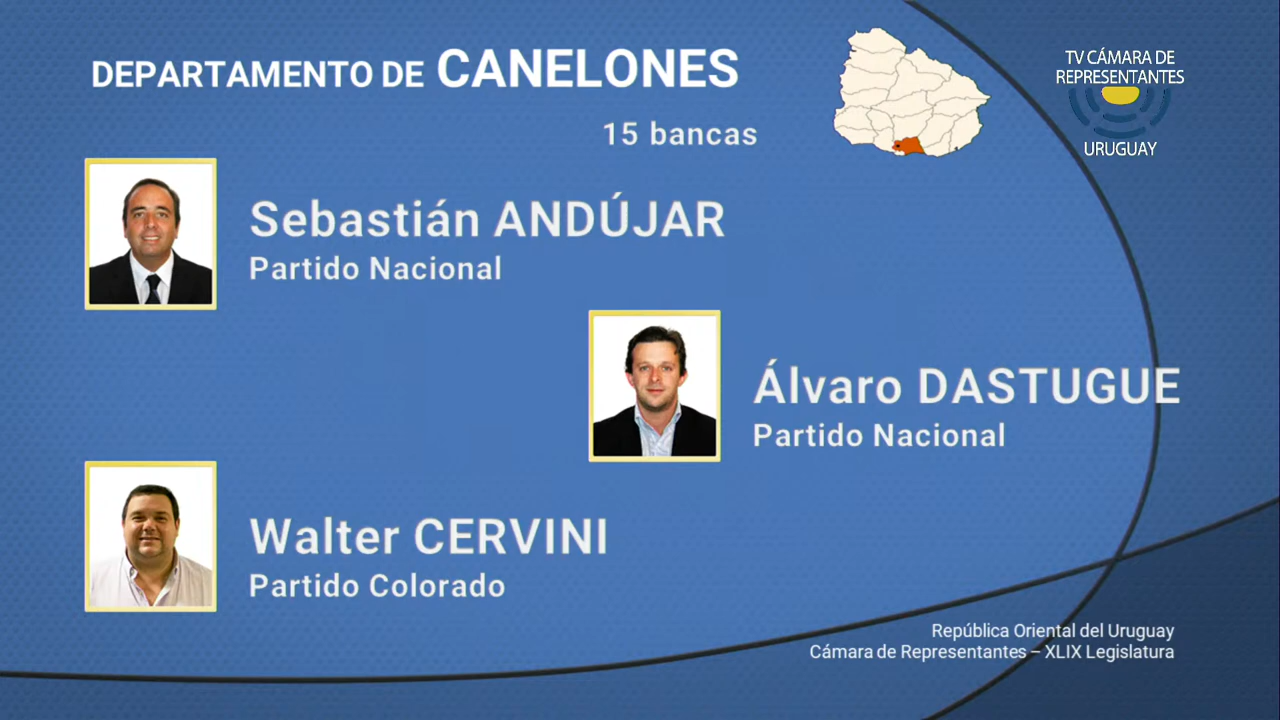 DEPARTAMENTO DE CANELONES
15 bancas
TV CÁMARA DE
REPRESENTANTES
URUGUAY
Sebastián ANDÚJAR
Partido Nacional
Álvaro DASTUGUE
Partido Nacional
Walter CERVINI
Partido Colorado
República Oriental del Uruguay
Cámara de Representantes – XLIX Legislatura